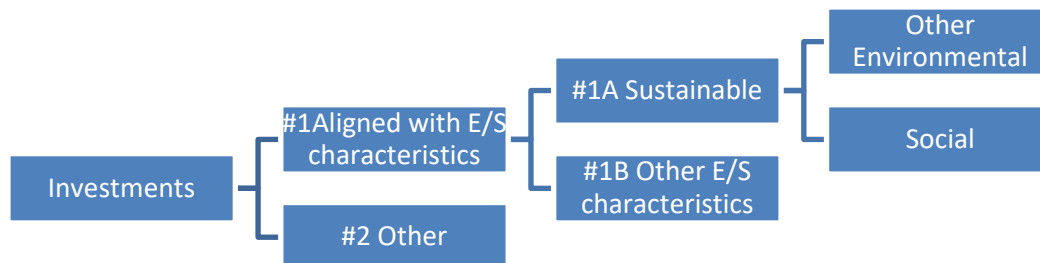 Investments
#1Aligned with E/S
characteristics
#2 Other
#1A Sustainable
#1B Other E/S
characteristics
Other
Environmental
Social